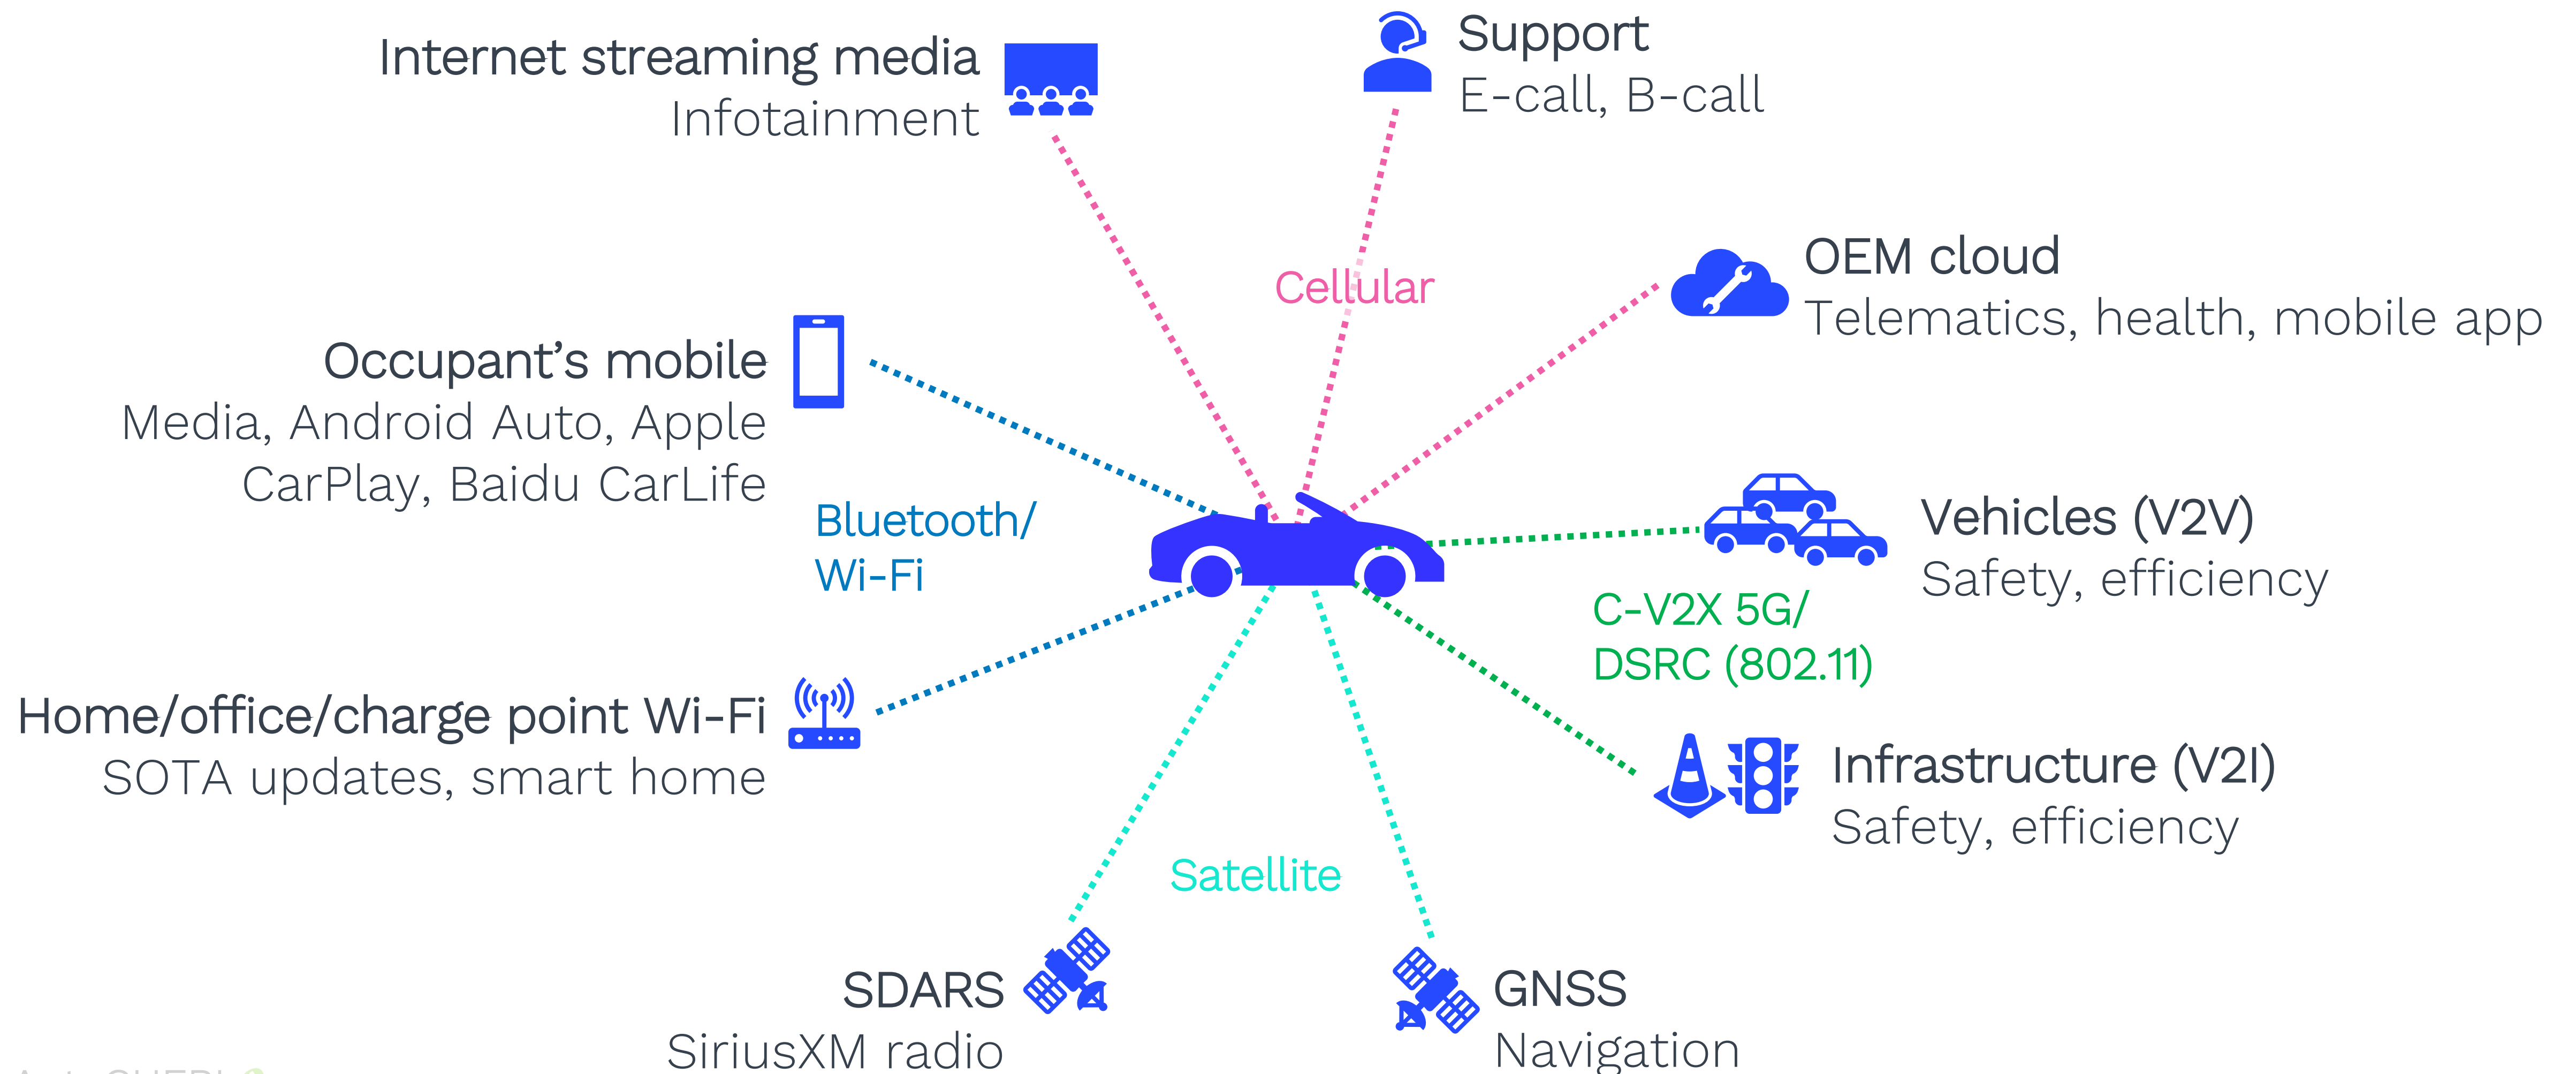 Internet streaming media
Infotainment
Support
E-call, B-call
Cellular
OEM cloud
Telematics, health, mobile app
Occupant’s mobile
Media, Android Auto, Apple
CarPlay, Baidu CarLife
Bluetooth/
Wi-Fi
Vehicles (V2V)
Safety, efficiency
C-V2X 5G/
DSRC (802.11)
Home/office/charge point Wi-Fi
SOTA updates, smart home
Infrastructure (V2I)
Safety, efficiency
Satellite
SDARS
SiriusXM radio
GNSS
Navigation